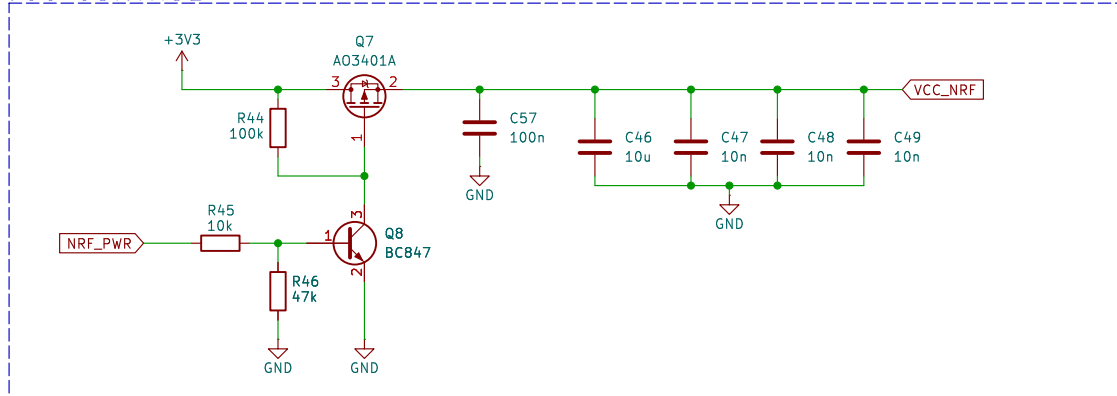 +3V3
Q7
AO3401A
3
2
1
R44
100k
C57
100n
GND
C46
10u
C47
10n
C48
10n
C49
10n
GND
VCC_NRF
NRF_PWR
R45
10k
1
3
2
Q8
BC847
R46
47k
GND
GND